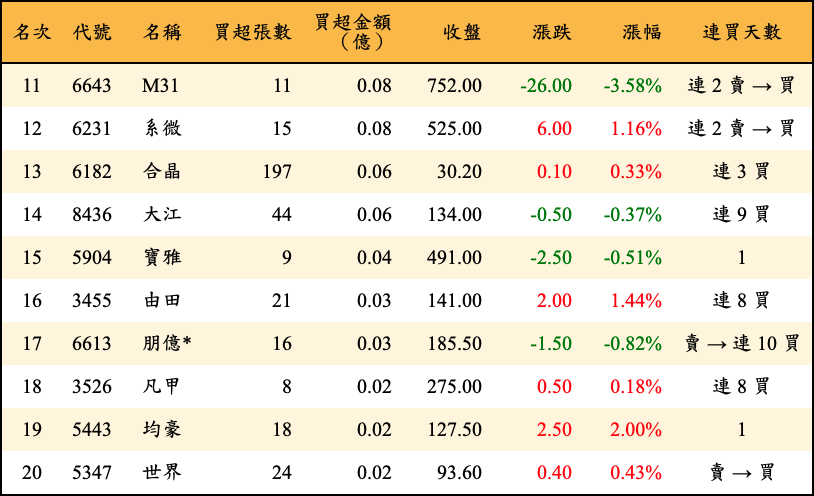 名次 代號 名稱 買超張數 買超金額（億） 收盤 漲跌 漲幅 連買天數
11 6643 M31 11 0.08 752.00 -26.00 -3.58% 連 2 賣 → 買
12 6231 系微 15 0.08 525.00 6.00 1.16% 連 2 賣 → 買
13 6182 合晶 197 0.06 30.20 0.10 0.33% 連 3 買
14 8436 大江 44 0.06 134.00 -0.50 -0.37% 連 9 買
15 5904 寶雅 9 0.04 491.00 -2.50 -0.51% 1
16 3455 由田 21 0.03 141.00 2.00 1.44% 連 8 買
17 6613 朋億* 16 0.03 185.50 -1.50 -0.82% 賣 → 連 10 買
18 3526 凡甲 8 0.02 275.00 0.50 0.18% 連 8 買
19 5443 均豪 18 0.02 127.50 2.50 2.00% 1
20 5347 世界 24 0.02 93.60 0.40 0.43% 賣 → 買